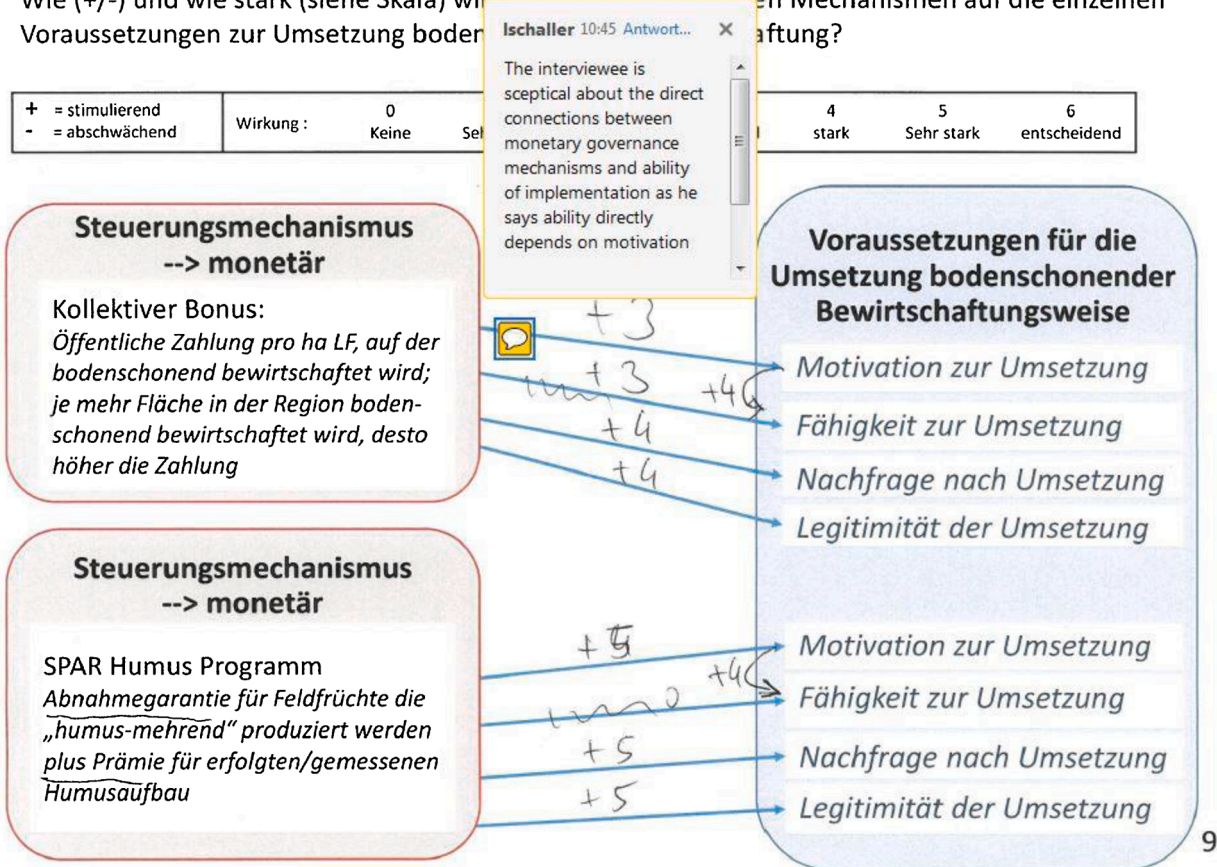 Wie (+/-) und wie stark (siehe Skala) wi
en Mechanismen auf die einzelnen
Voraussetzungen zur Umsetzung boden
aftung?
lschaller 10:45 Antwort... ×
The interviewee is
sceptical about the direct
connections between
monetary governance
mechanisms and ability
of implementation as he
says ability directly
depends on motivation
+ = stimulierend
- = abschwächend
Wirkung :
0
Keine
Seh
4
stark
5
Sehr stark
6
entscheidend
Steuerungsmechanismus
--> monetär
Kollektiver Bonus:
Öffentliche Zahlung pro ha LF, auf der
bodenschonend bewirtschaftet wird;
je mehr Fläche in der Region boden-
schonend bewirtschaftet wird, desto
höher die Zahlung
+3
+3
+4
+4
+4
Voraussetzungen für die
Umsetzung bodenschonender
Bewirtschaftungsweise
Motivation zur Umsetzung
Fähigkeit zur Umsetzung
Nachfrage nach Umsetzung
Legitimität der Umsetzung
Steuerungsmechanismus
--> monetär
SPAR Humus Programm
Abnahmegarantie für Feldfrüchte die
„humus-mehrend“ produziert werden
plus Prämie für erfolgten/gemessenen
Humusaufbau
+5
+4
+5
+5
Motivation zur Umsetzung
Fähigkeit zur Umsetzung
Nachfrage nach Umsetzung
Legitimität der Umsetzung
9